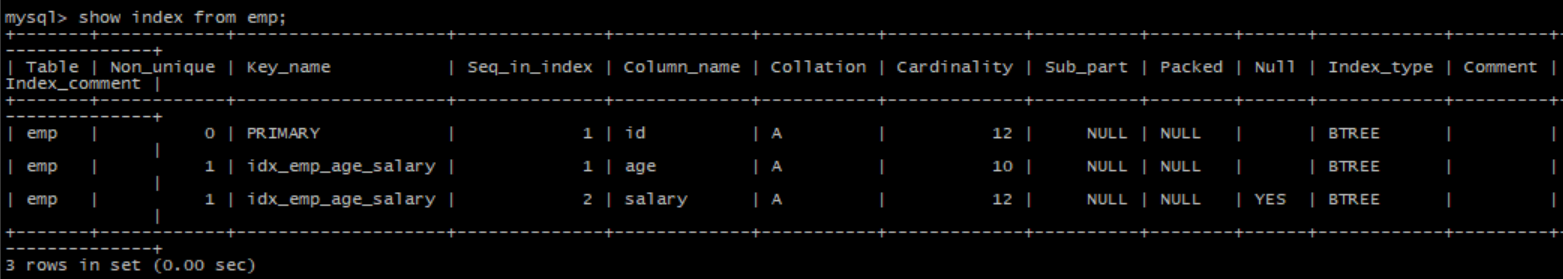 mysql> show index from emp;
+-------+------------+--------------------+--------------+-------------+-----------+-------------+----------+--------+------+------------+---------+
---------------+
| Table | Non_unique | Key_name           | Seq_in_index | Column_name | Collation | Cardinality | Sub_part | Packed | Null | Index_type | Comment |
Index_comment |
+-------+------------+--------------------+--------------+-------------+-----------+-------------+----------+--------+------+------------+---------+
---------------+
| emp   |          0 | PRIMARY            |            1 | id          | A         |          12 |     NULL | NULL   |      | BTREE      |         |
              |
| emp   |          1 | idx_emp_age_salary |            1 | age         | A         |          10 |     NULL | NULL   |      | BTREE      |         |
              |
| emp   |          1 | idx_emp_age_salary |            2 | salary      | A         |          12 |     NULL | NULL   | YES  | BTREE      |         |
              |
+-------+------------+--------------------+--------------+-------------+-----------+-------------+----------+--------+------+------------+---------+
---------------+
3 rows in set (0.00 sec)